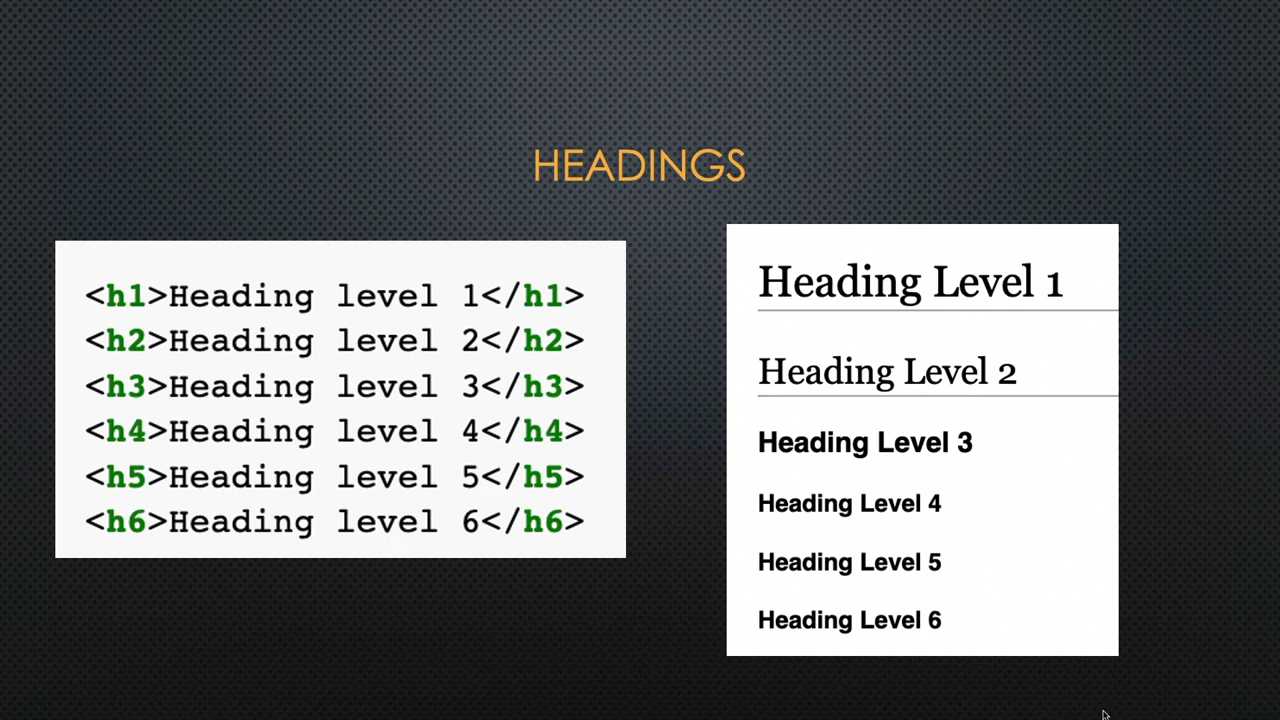 HEADINGS
<h1>Heading level 1</h1>
<h2>Heading level 2</h2>
<h3>Heading level 3</h3>
<h4>Heading level 4</h4>
<h5>Heading level 5</h5>
<h6>Heading level 6</h6>
Heading Level 1
Heading Level 2
Heading Level 3
Heading Level 4
Heading Level 5
Heading Level 6